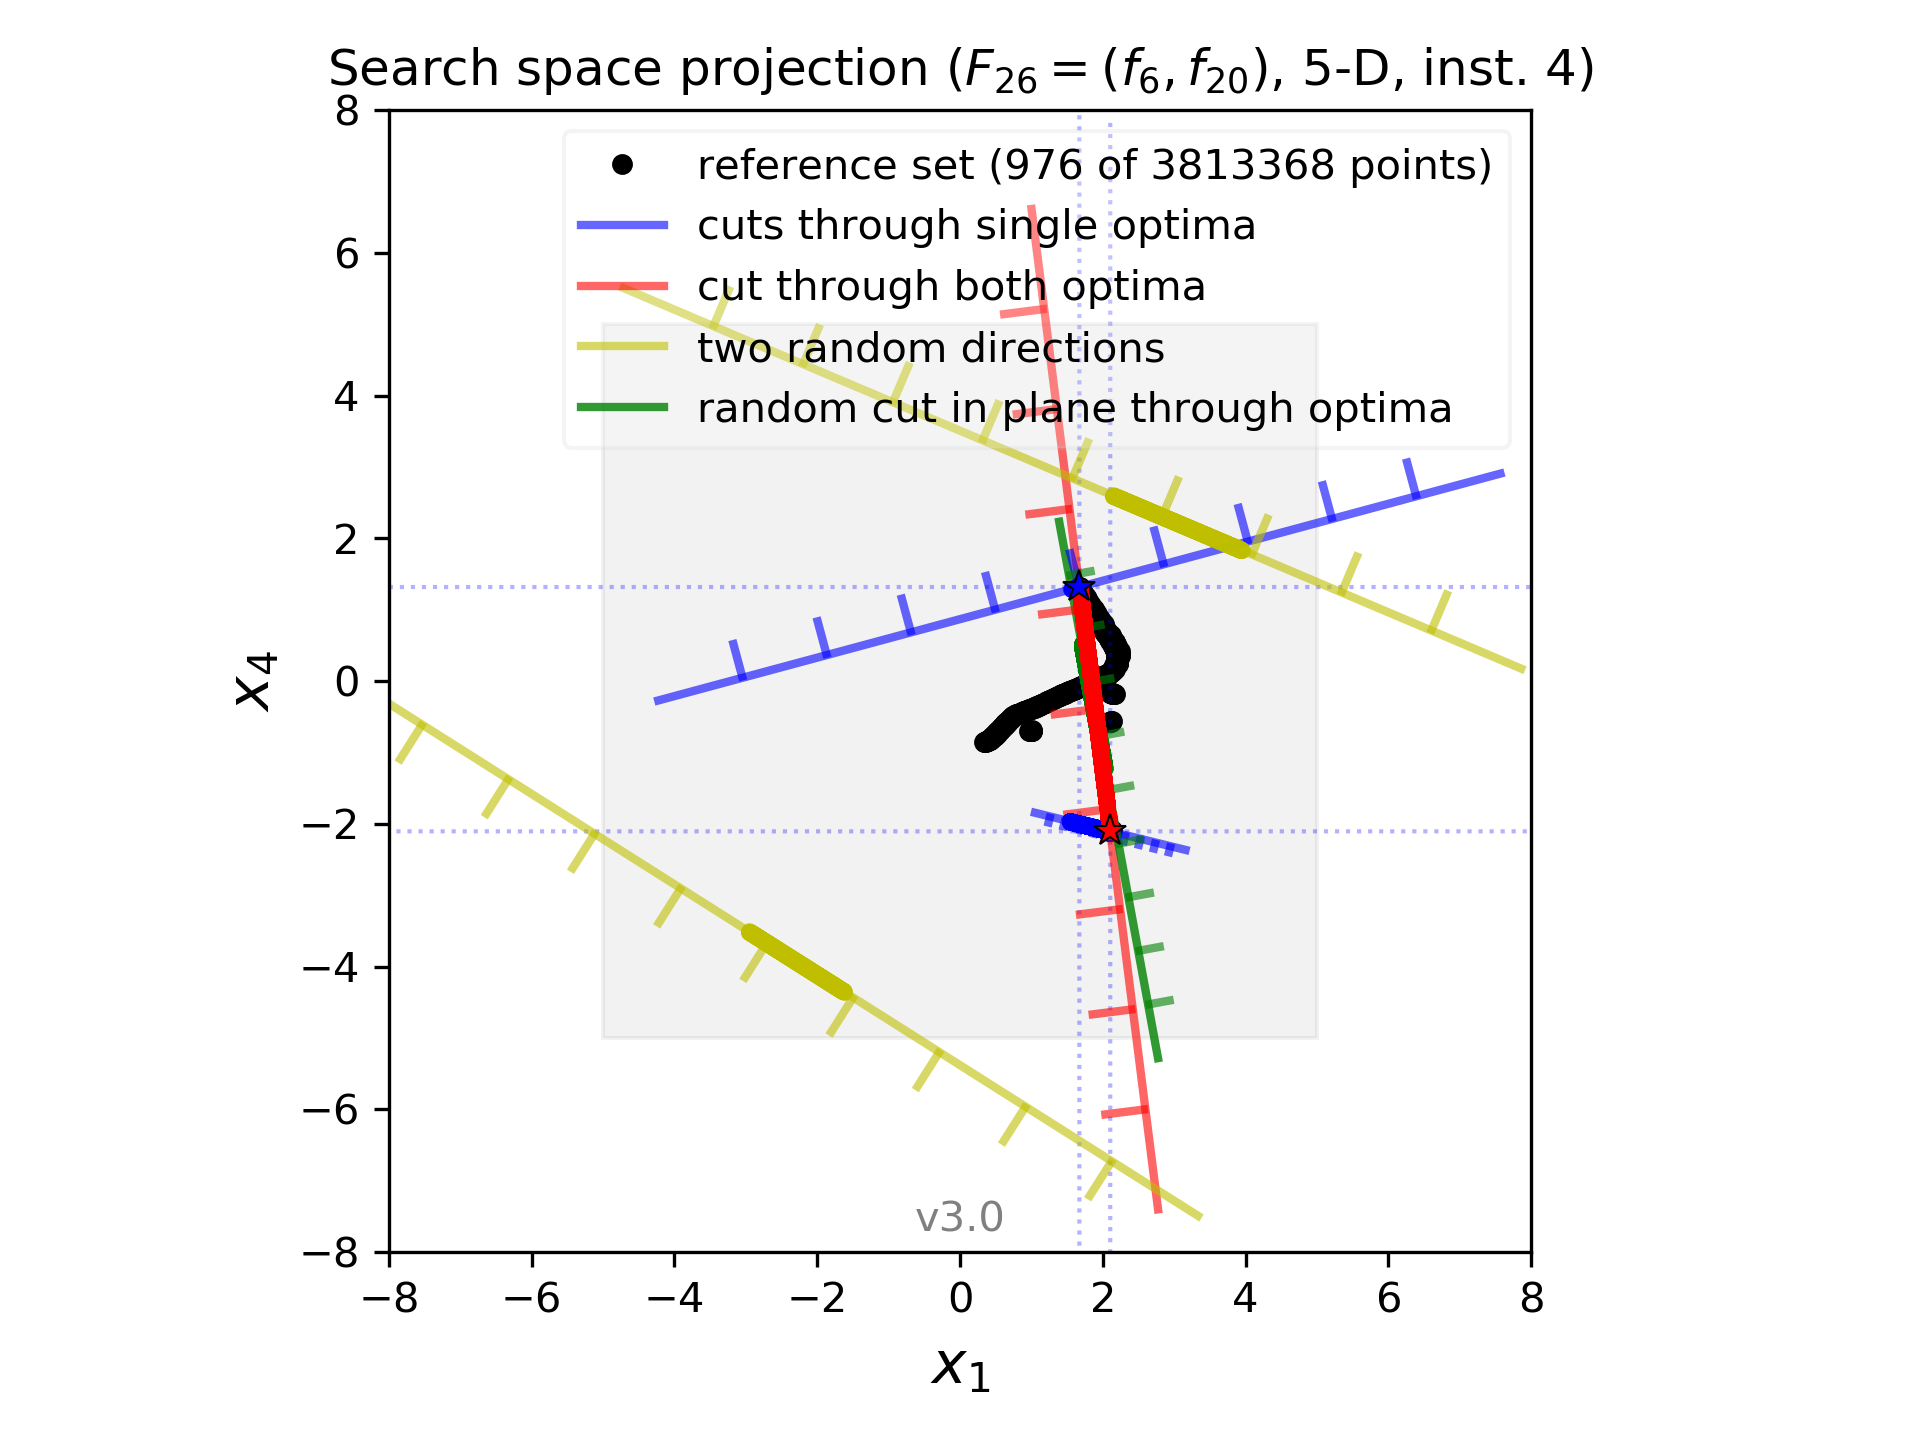 Search space projection (F26 = (f6, f20), 5-D, inst. 4)
reference set (976 of 3813368 points)
cuts through single optima
cut through both optima
two random directions
random cut in plane through optima
8
6
4
2
0
−2
−4
−6
−8
x4
v3.0
−8 −6 −4 −2 0 2 4 6 8
x1